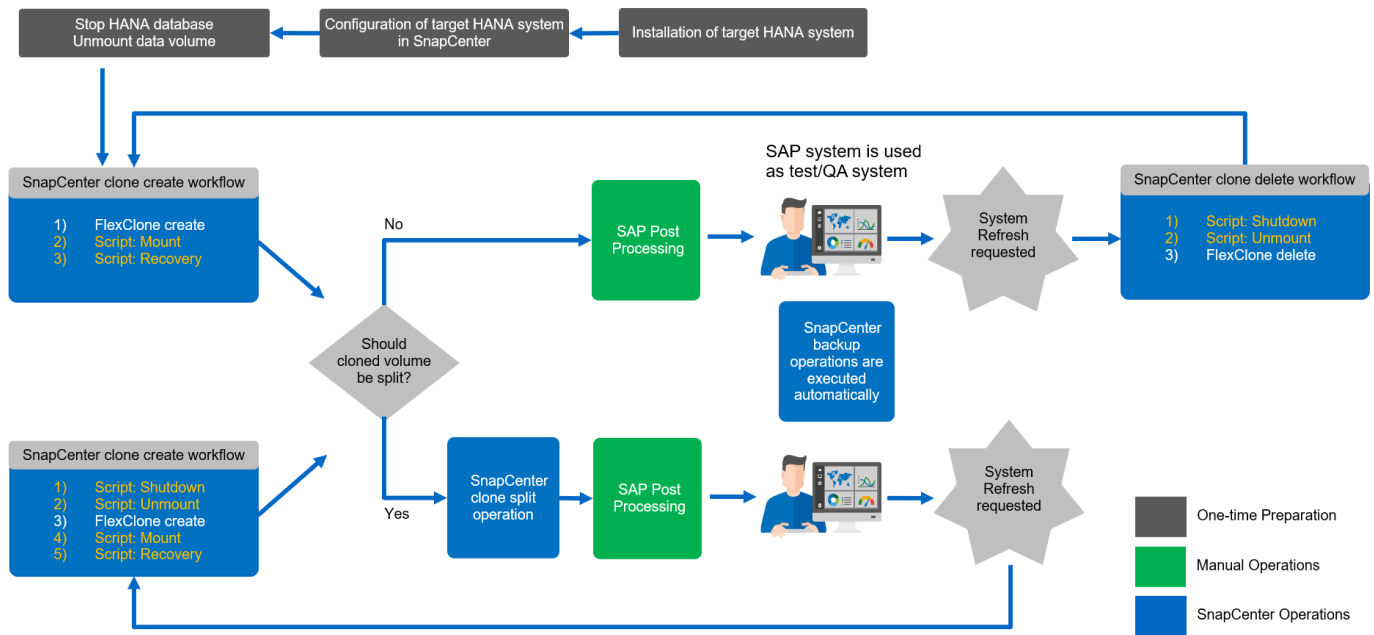 Stop HANA database
Unmount data volume
Configuration of target HANA system
in SnapCenter
Installation of target HANA system
SnapCenter clone create workflow
1) FlexClone create
2) Script: Mount
3) Script: Recovery
No
SAP Post
Processing
SAP system is used
as test/QA system
System
Refresh
requested
SnapCenter clone delete workflow
1) Script: Shutdown
2) Script: Unmount
3) FlexClone delete
Should
cloned volume
be split?
SnapCenter
backup
operations are
executed
automatically
SnapCenter clone create workflow
1) Script: Shutdown
2) Script: Unmount
3) FlexClone create
4) Script: Mount
5) Script: Recovery
Yes
SnapCenter
clone split
operation
SAP Post
Processing
System
Refresh
requested
One-time Preparation
Manual Operations
SnapCenter Operations